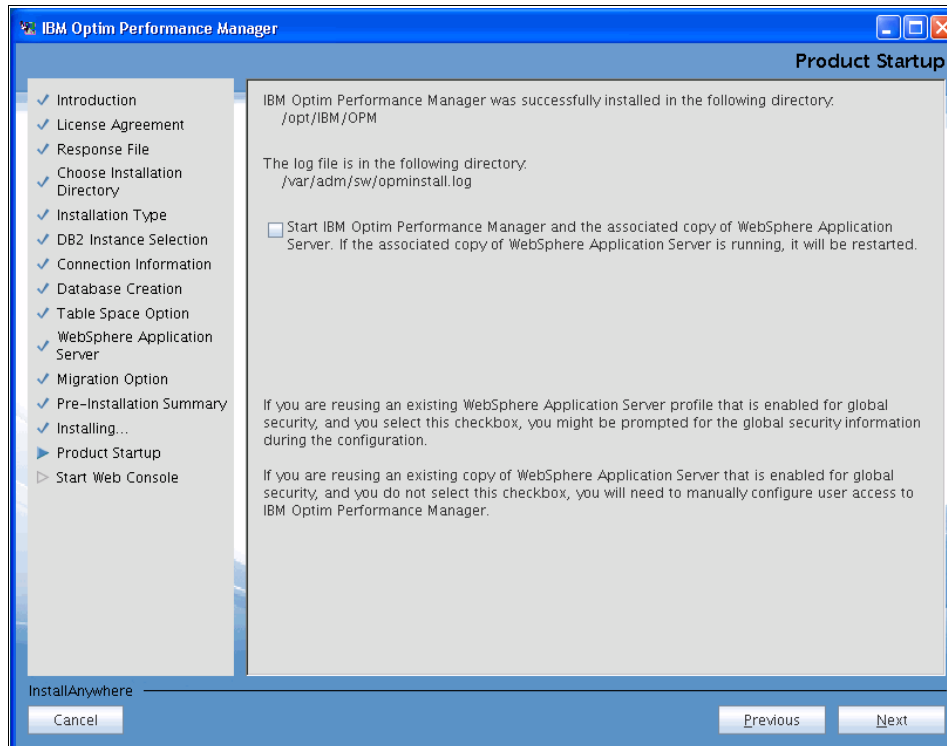 IBM Optim Performance Manager
Product Startup
Introduction
License Agreement
Response File
Choose Installation
Directory
Installation Type
DB2 Instance Selection
Connection Information
Database Creation
Table Space Option
WebSphere Application
Server
Migration Option
Pre-Installation Summary
Installing...
Product Startup
Start Web Console
IBM Optim Performance Manager was successfully installed in the following directory:
/opt/IBM/OPM
The log file is in the following directory:
/var/adm/sw/opminstall.log
Start IBM Optim Performance Manager and the associated copy of WebSphere Application
Server. If the associated copy of WebSphere Application Server is running, it will be restarted.
If you are reusing an existing WebSphere Application Server profile that is enabled for global
security, and you select this checkbox, you might be prompted for the global security information
during the configuration.
If you are reusing an existing copy of WebSphere Application Server that is enabled for global
security, and you do not select this checkbox, you will need to manually configure user access to
IBM Optim Performance Manager.
InstallAnywhere
Cancel
Previous
Next